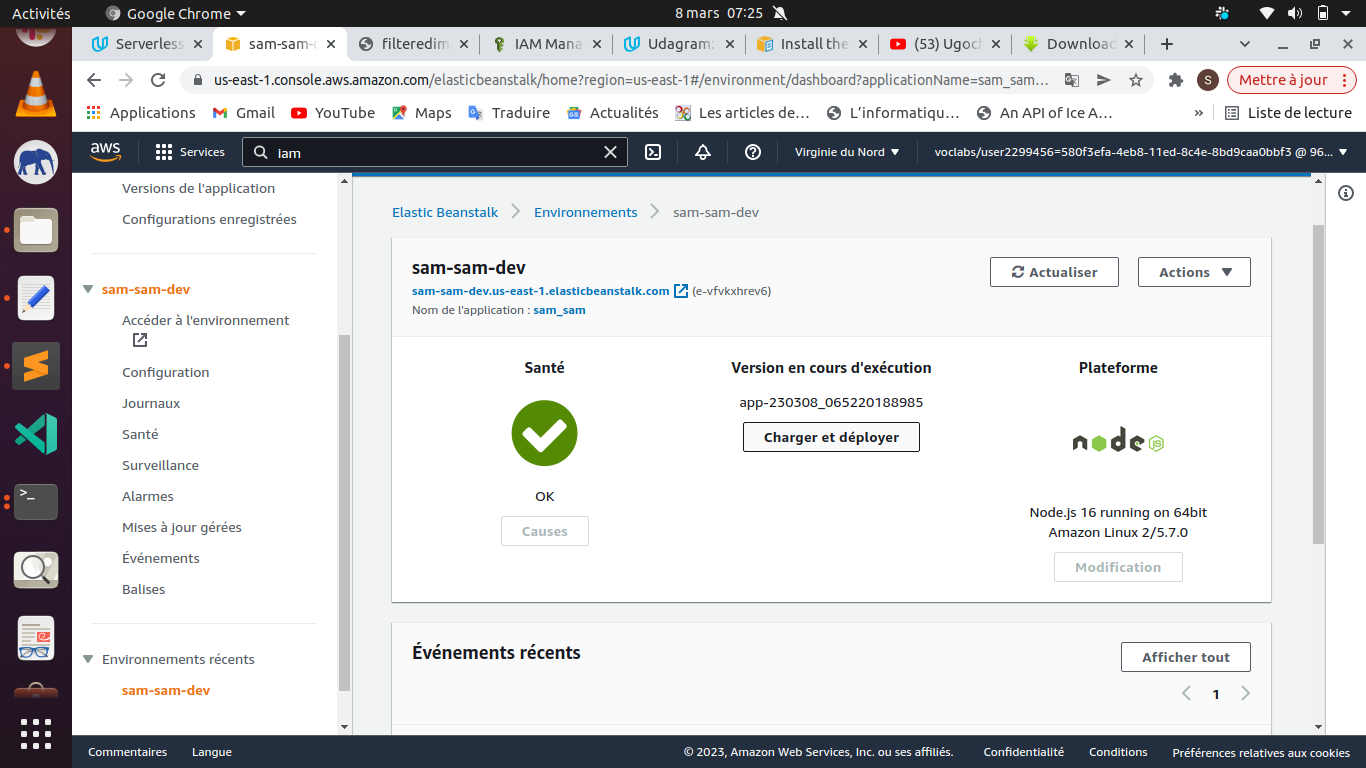 Activités
Google Chrome
8 mars 07:25
Serverless
sam-sam-d
filteredim
IAM Mana
Udagram:
Install the
(53) Ugoch
Download
us-east-1.console.aws.amazon.com/elasticbeanstalk/home?region=us-east-1#/environment/dashboard?applicationName=sam_sam...
S
Mettre à jour
Applications
Gmail
YouTube
Maps
Traduire
Actualités
Les articles de...
L'informatiqu...
An API of Ice A...
»
Liste de lecture
aws
Services
iam
Virginie du Nord
voclabs/user2299456=580f3efa-4eb8-11ed-8c4e-8bd9caa0bbf3 @ 96...
Versions de l'application
Configurations enregistrées
sam-sam-dev
Accéder à l'environnement
Configuration
Journaux
Santé
Surveillance
Alarmes
Mises à jour gérées
Événements
Balises
Environnements récents
sam-sam-dev
Elastic Beanstalk
Environnements
sam-sam-dev
sam-sam-dev
sam-sam-dev.us-east-1.elasticbeanstalk.com (e-vfvkxhrev6)
Nom de l'application : sam_sam
Actualiser
Actions
Santé
OK
Causes
Version en cours d'exécution
app-230308_065220188985
Charger et déployer
Plateforme
node JS
Node.js 16 running on 64bit
Amazon Linux 2/5.7.0
Modification
Événements récents
Afficher tout
1
Commentaires
Langue
© 2023, Amazon Web Services, Inc. ou ses affiliés.
Confidentialité
Conditions
Préférences relatives aux cookies